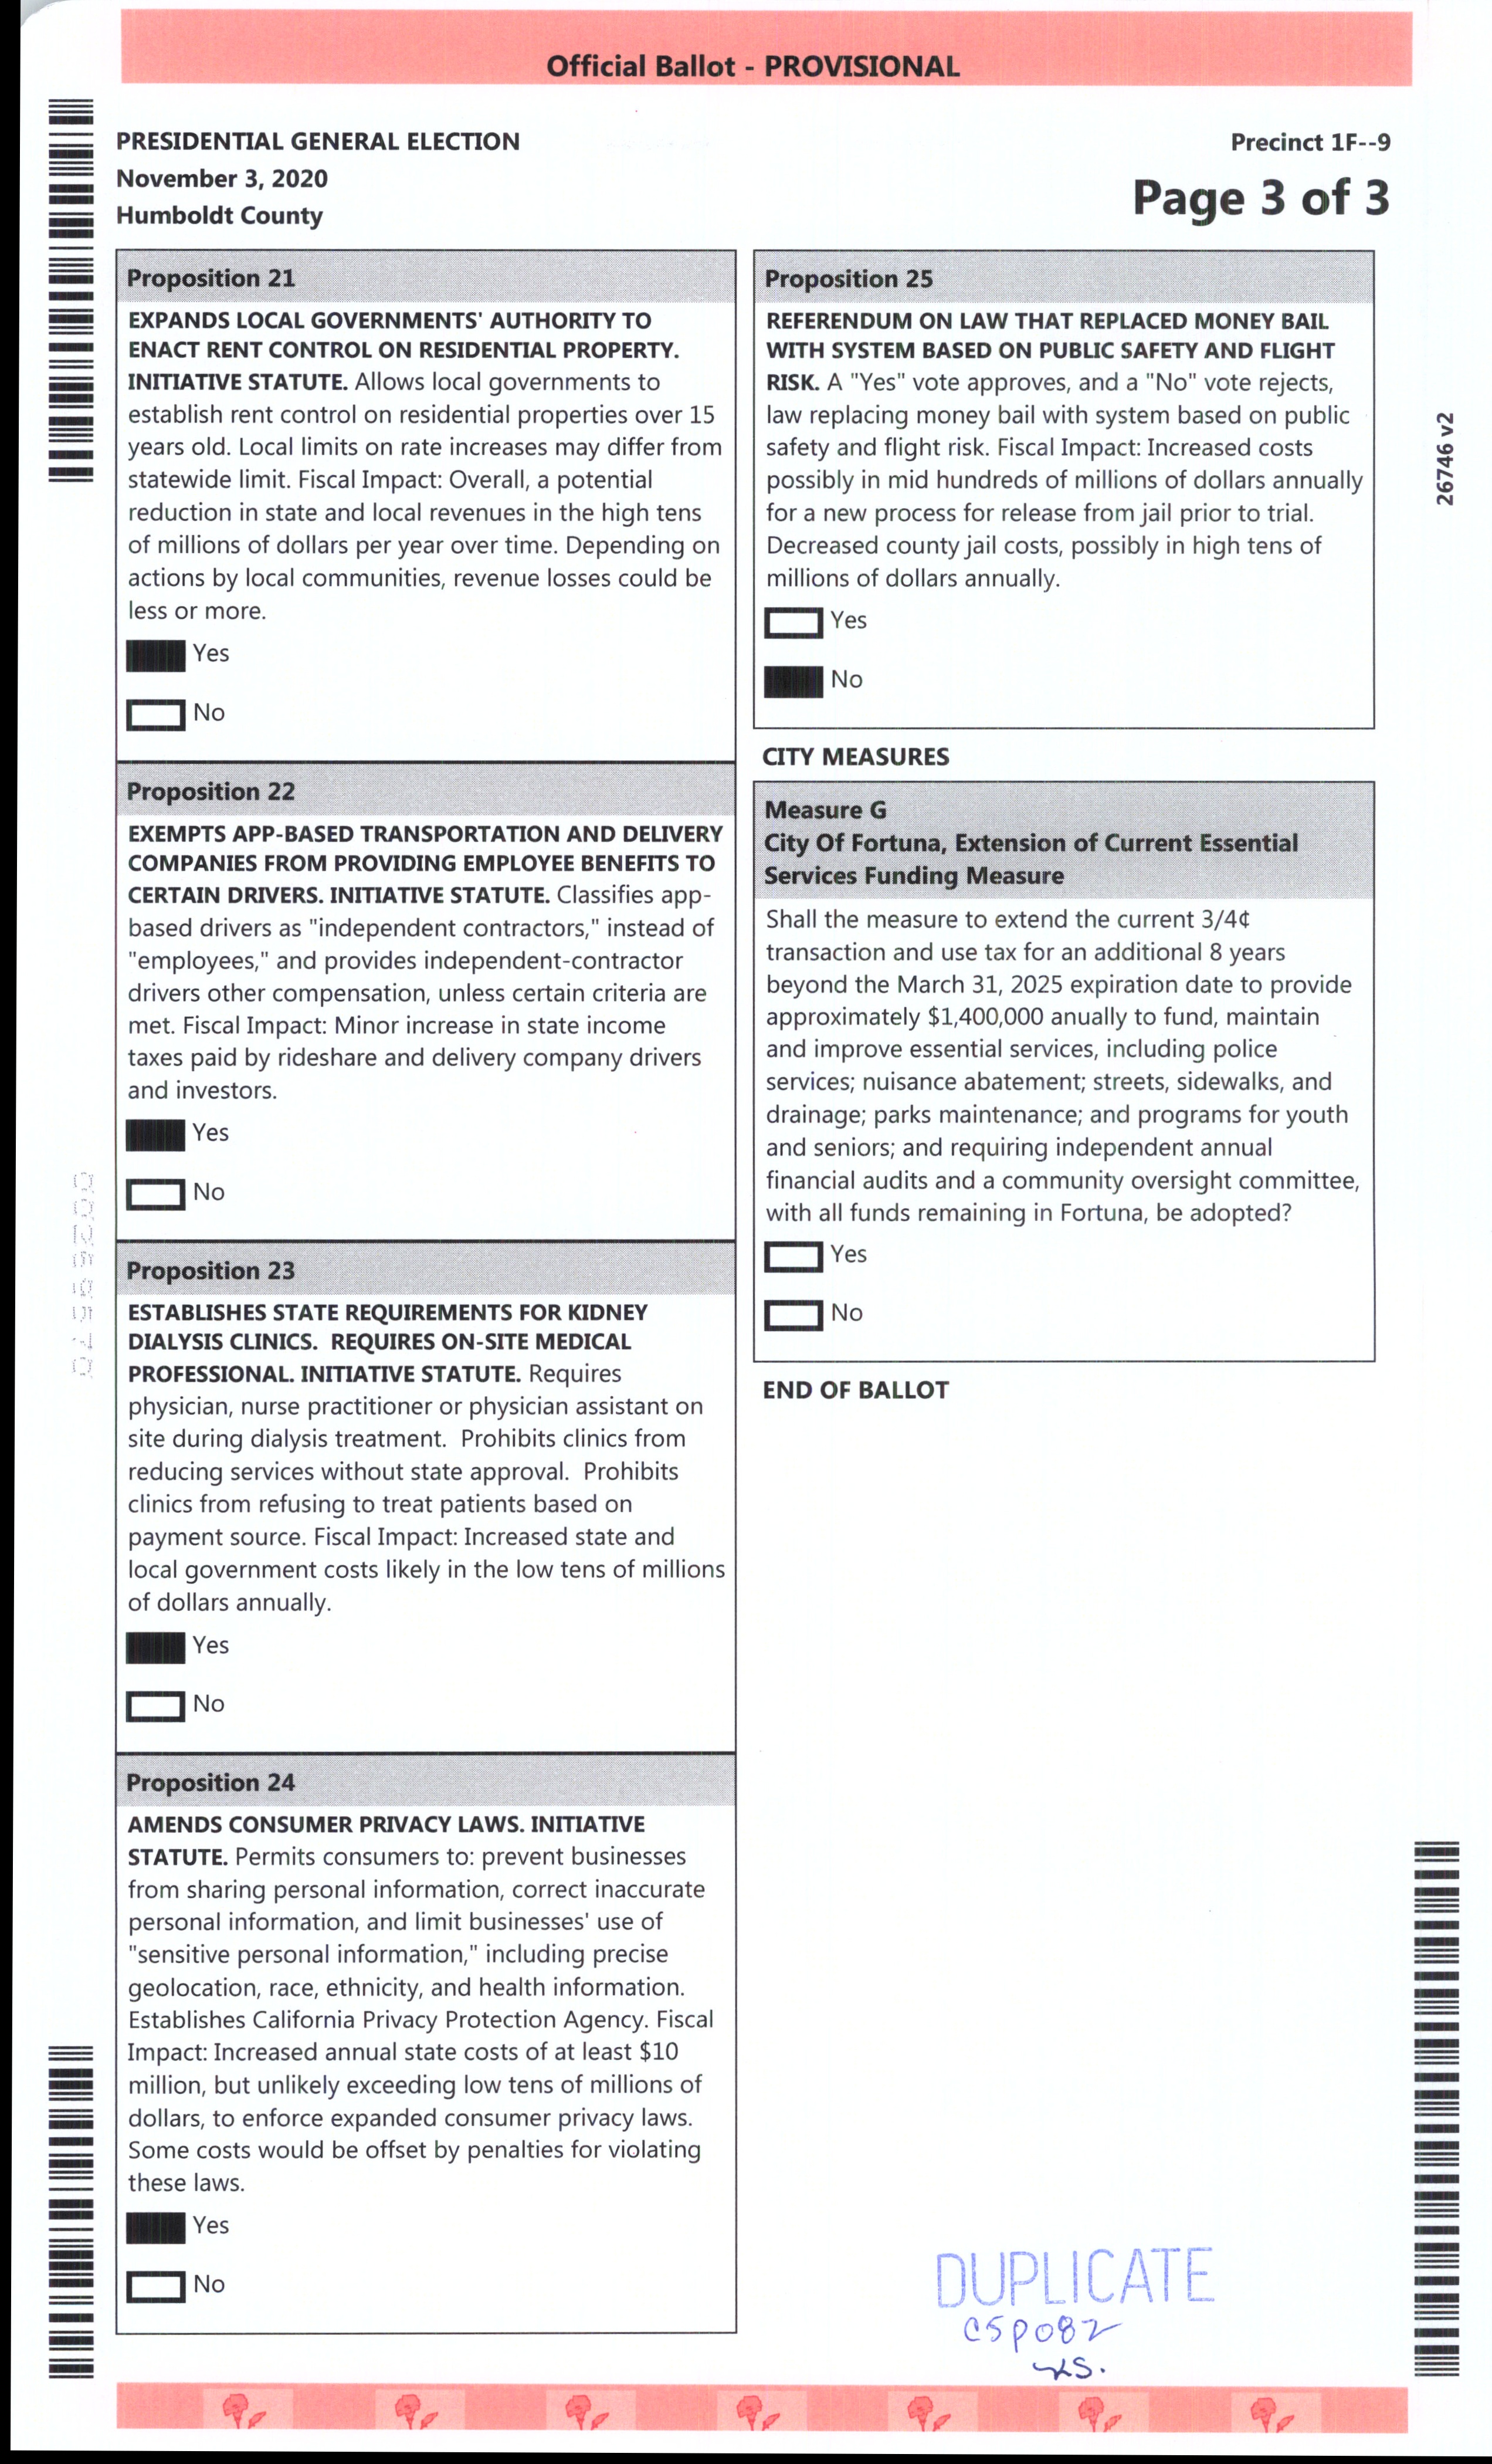 Official Ballot - PROVISIONAL
PRESIDENTIAL GENERAL ELECTION
November 3, 2020
Humboldt County
Precinct 1F--9
Page 3 of 3
Proposition 21
EXPANDS LOCAL GOVERNMENTS' AUTHORITY TO
ENACT RENT CONTROL ON RESIDENTIAL PROPERTY.
INITIATIVE STATUTE. Allows local governments to
establish rent control on residential properties over 15
years old. Local limits on rate increases may differ from
statewide limit. Fiscal Impact: Overall, a potential
reduction in state and local revenues in the high tens
of millions of dollars per year over time. Depending on
actions by local communities, revenue losses could be
less or more.
Yes
No
Proposition 22
EXEMPTS APP-BASED TRANSPORTATION AND DELIVERY
COMPANIES FROM PROVIDING EMPLOYEE BENEFITS TO
CERTAIN DRIVERS. INITIATIVE STATUTE. Classifies app-
based drivers as "independent contractors," instead of
"employees," and provides independent-contractor
drivers other compensation, unless certain criteria are
met. Fiscal Impact: Minor increase in state income
taxes paid by rideshare and delivery company drivers
and investors.
Yes
No
Proposition 23
ESTABLISHES STATE REQUIREMENTS FOR KIDNEY
DIALYSIS CLINICS.  REQUIRES ON-SITE MEDICAL
PROFESSIONAL. INITIATIVE STATUTE. Requires
physician, nurse practitioner or physician assistant on
site during dialysis treatment.  Prohibits clinics from
reducing services without state approval.  Prohibits
clinics from refusing to treat patients based on
payment source. Fiscal Impact: Increased state and
local government costs likely in the low tens of millions
of dollars annually.
Yes
No
Proposition 24
AMENDS CONSUMER PRIVACY LAWS. INITIATIVE
STATUTE. Permits consumers to: prevent businesses
from sharing personal information, correct inaccurate
personal information, and limit businesses' use of
"sensitive personal information," including precise
geolocation, race, ethnicity, and health information.
Establishes California Privacy Protection Agency. Fiscal
Impact: Increased annual state costs of at least $10
million, but unlikely exceeding low tens of millions of
dollars, to enforce expanded consumer privacy laws.
Some costs would be offset by penalties for violating
these laws.
Yes
No
Proposition 25
REFERENDUM ON LAW THAT REPLACED MONEY BAIL
WITH SYSTEM BASED ON PUBLIC SAFETY AND FLIGHT
RISK. A "Yes" vote approves, and a "No" vote rejects,
law replacing money bail with system based on public
safety and flight risk. Fiscal Impact: Increased costs
possibly in mid hundreds of millions of dollars annually
for a new process for release from jail prior to trial.
Decreased county jail costs, possibly in high tens of
millions of dollars annually.
Yes
No
CITY MEASURES
Measure G
City Of Fortuna, Extension of Current Essential
Services Funding Measure
Shall the measure to extend the current 3/4¢
transaction and use tax for an additional 8 years
beyond the March 31, 2025 expiration date to provide
approximately $1,400,000 anually to fund, maintain
and improve essential services, including police
services; nuisance abatement; streets, sidewalks, and
drainage; parks maintenance; and programs for youth
and seniors; and requiring independent annual
financial audits and a community oversight committee,
with all funds remaining in Fortuna, be adopted?
Yes
No
END OF BALLOT
26746 v2
DUPLICATE
CSP082